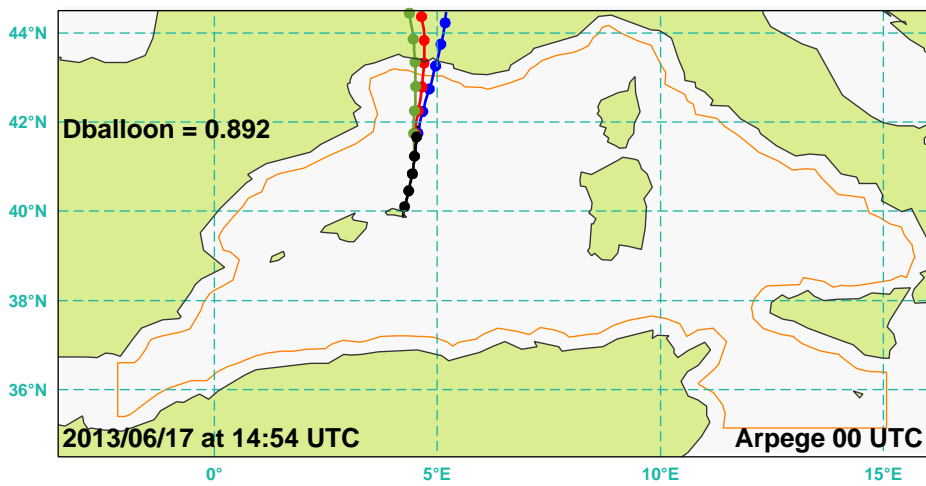 44°N
42°N
Dballoon = 0.892
40°N
38°N
36°N
2013/06/17 at 14:54 UTC
Arpege 00 UTC
0°
5°E
10°E
15°E